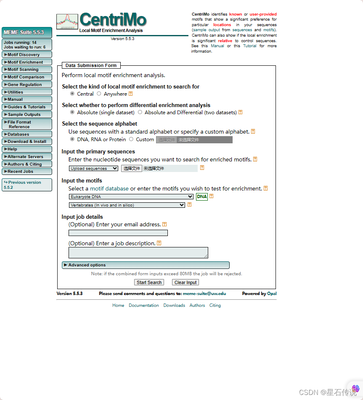 MEME Suite 5.5.3
Jobs running: 14
Jobs waiting to run: 6
▶ Motif Discovery
▶ Motif Enrichment
▶ Motif Scanning
▶ Motif Comparison
▶ Gene Regulation
▶ Utilities
▶ Manual
▶ Guides & Tutorials
▶ Sample Outputs
▶ File Format Reference
▶ Databases
▶ Download & Install
▶ Help
▶ Alternate Servers
▶ Authors & Citing
▶ Recent Jobs
Previous version 5.5.2
CentriMo
Local Motif Enrichment Analysis
Version 5.5.3
CentriMo identifies known or user-provided
motifs that show a significant preference for
particular locations in your sequences
(sample output from sequences and motifs).
CentriMo can also show if the local enrichment
is significant relative to control sequences.
See this Manual or this Tutorial for more
information.
Data Submission Form
Perform local motif enrichment analysis.
Select the kind of local motif enrichment to search for
Central Anywhere
Select whether to perform differential enrichment analysis
Absolute (single dataset) Absolute and Differential (two datasets)
Select the sequence alphabet
Use sequences with a standard alphabet or specify a custom alphabet.
DNA, RNA or Protein Custom
Input the primary sequences
Enter the nucleotide sequences you want to search for enriched motifs.
Upload sequences 选择文件 未选择文件
Input the motifs
Select a motif database or enter the motifs you wish to test for enrichment.
Eukaryote DNA DNA
Vertebrates (In vivo and in silico)
Input job details
(Optional) Enter your email address.
(Optional) Enter a job description.
▶ Advanced options
Note: if the combined form inputs exceed 80MB the job will be rejected.
Start Search Clear Input
Version 5.5.3 Please send comments and questions to: meme-suite@uw.edu Powered by Opal
Home Documentation Downloads Authors Citing
CSDN @星石传说